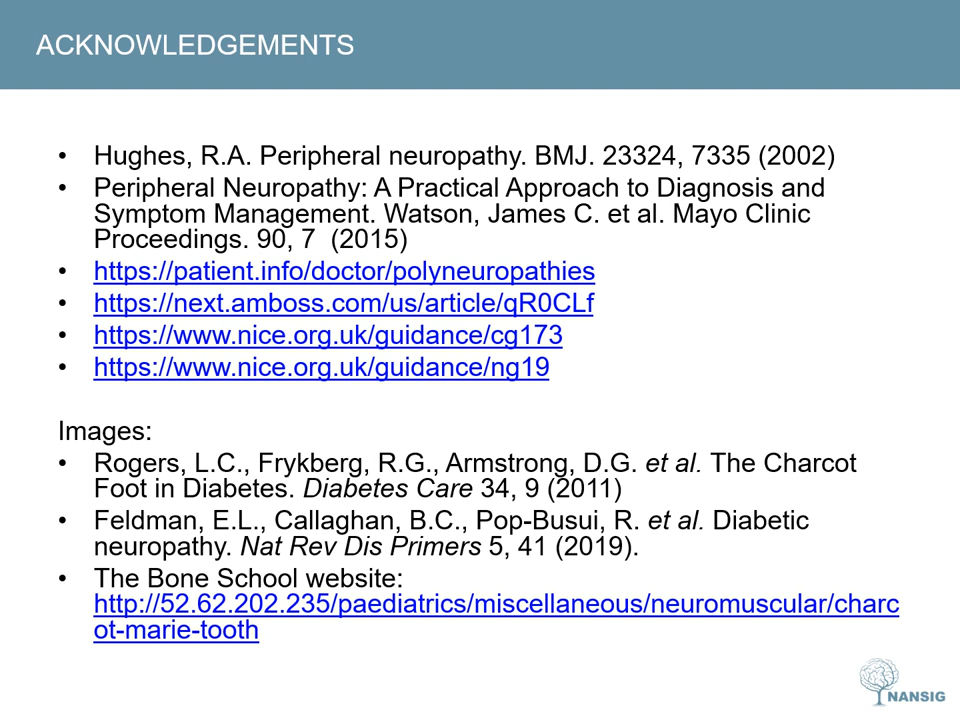 ACKNOWLEDGEMENTS
• Hughes, R.A. Peripheral neuropathy. BMJ. 23324, 7335 (2002)
• Peripheral Neuropathy: A Practical Approach to Diagnosis and
Symptom Management. Watson, James C. et al. Mayo Clinic
Proceedings. 90, 7  (2015)
• https://patient.info/doctor/polyneuropathies
• https://next.amboss.com/us/article/qR0CLf
• https://www.nice.org.uk/guidance/cg173
• https://www.nice.org.uk/guidance/ng19
Images:
• Rogers, L.C., Frykberg, R.G., Armstrong, D.G. et al. The Charcot
Foot in Diabetes. Diabetes Care 34, 9 (2011)
• Feldman, E.L., Callaghan, B.C., Pop-Busui, R. et al. Diabetic
neuropathy. Nat Rev Dis Primers 5, 41 (2019).
• The Bone School website:
http://52.62.202.235/paediatrics/miscellaneous/neuromuscular/charc
ot-marie-tooth
NANSIG